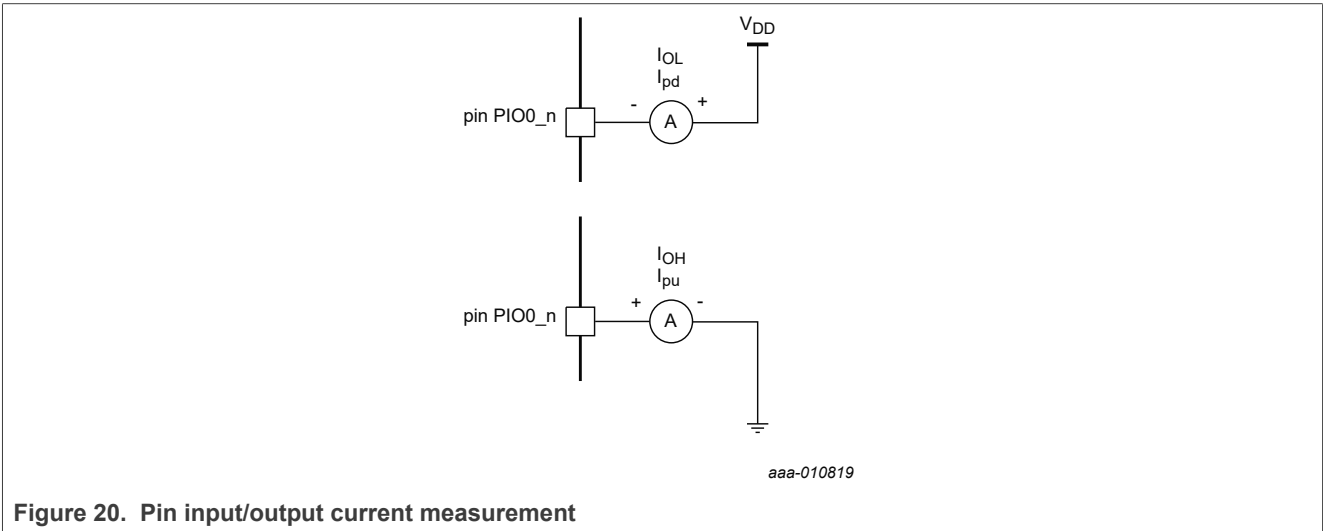 V_DD
I_OL
I_pd
- +
A
pin PIO0_n
I_OH
I_pu
+ -
A
pin PIO0_n
aaa-010819
Figure 20. Pin input/output current measurement